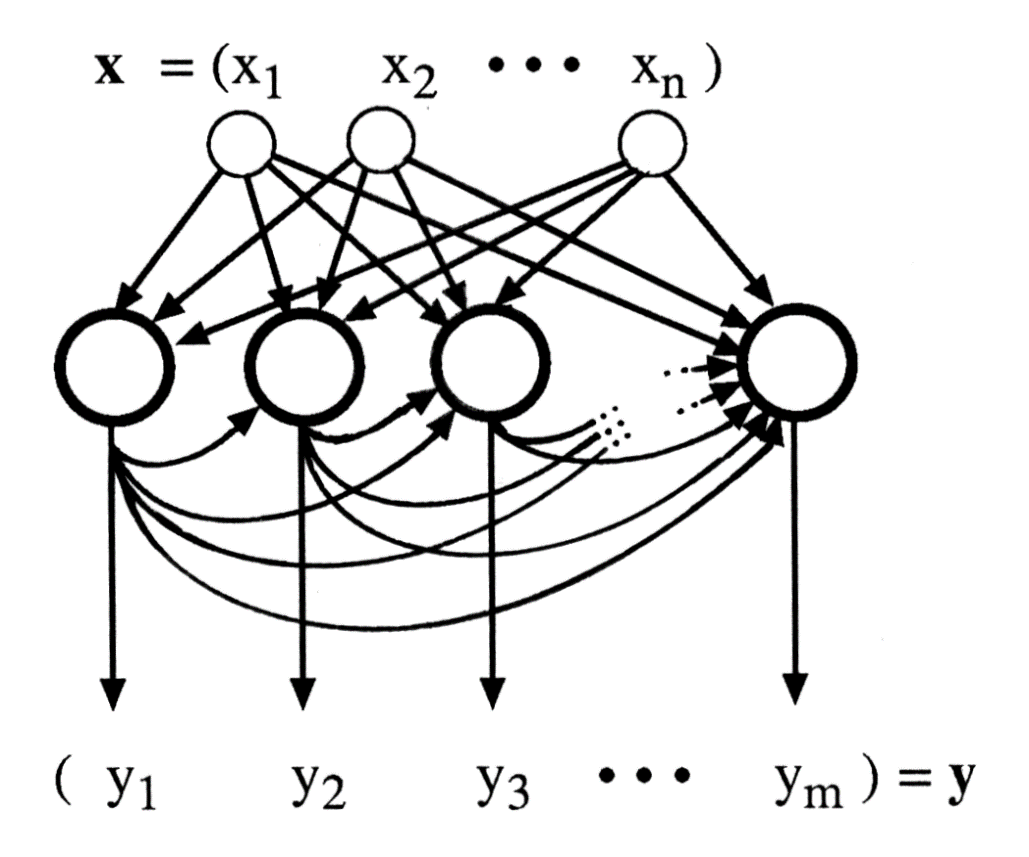 x = (x₁ x₂ • • • xₙ )
( y₁ y₂ y₃ • • • yₘ ) = y